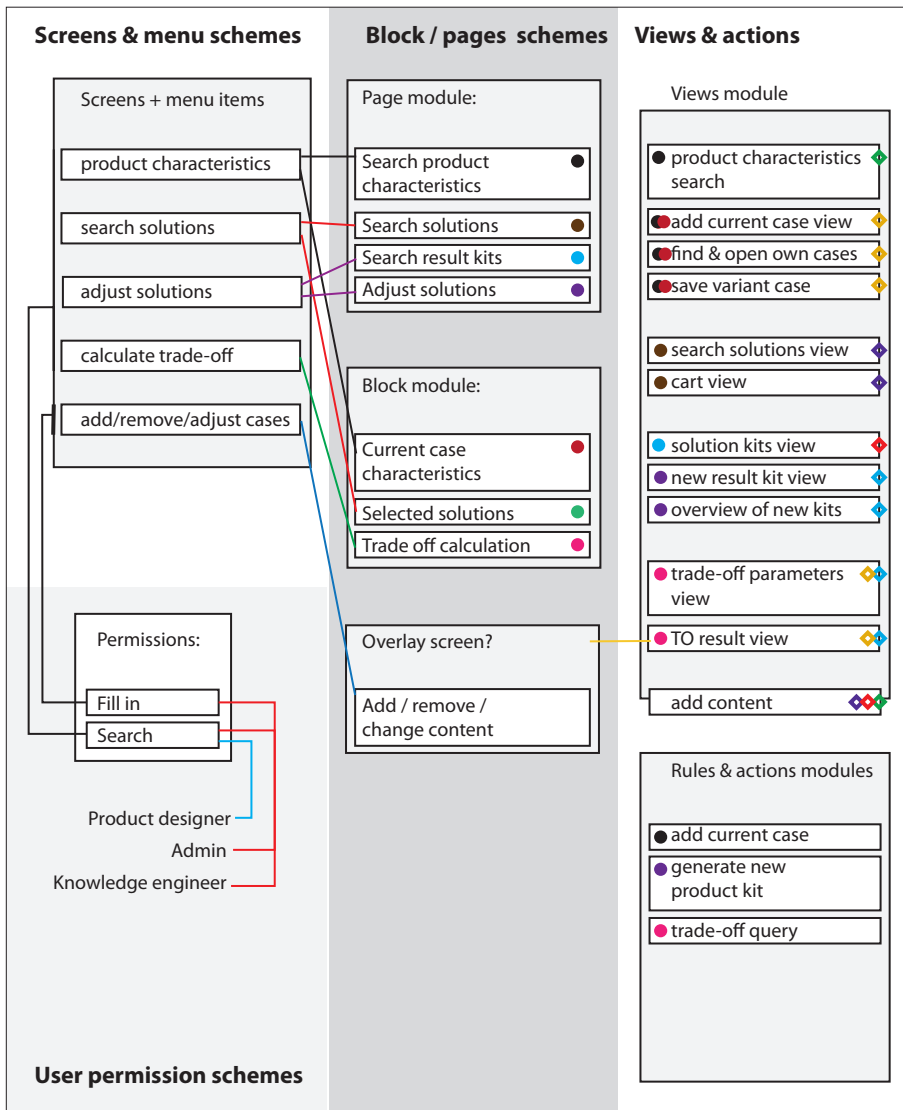 Screens & menu schemes
Screens + menu items
product characteristics
search solutions
adjust solutions
calculate trade-off
add/remove/adjust cases
Permissions:
Fill in
Search
Product designer
Admin
Knowledge engineer
User permission schemes
Block / pages schemes
Page module:
Search product
characteristics
Search solutions
Search result kits
Adjust solutions
Block module:
Current case
characteristics
Selected solutions
Trade off calculation
Overlay screen?
Add / remove /
change content
Views & actions
Views module
product characteristics
search
add current case view
find & open own cases
save variant case
search solutions view
cart view
solution kits view
new result kit view
overview of new kits
trade-off parameters
view
TO result view
add content
Rules & actions modules
add current case
generate new
product kit
trade-off query